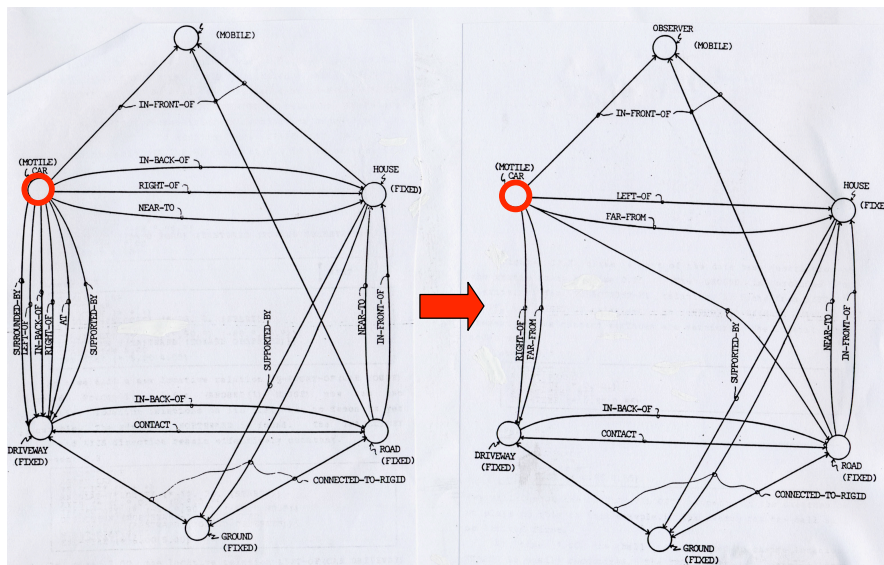 (MOBILE)
IN-FRONT-OF
(MOTILE)
CAR
IN-BACK-OF
RIGHT-OF
NEAR-TO
HOUSE
(FIXED)
SURROUNDED-BY
LEFT-OF
IN-BACK-OF
RIGHT-OF
AT
SUPPORTED-BY
SUPPORTED-BY
NEAR-TO
IN-FRONT-OF
IN-BACK-OF
CONTACT
DRIVEWAY
(FIXED)
ROAD
(FIXED)
CONNECTED-TO-RIGID
GROUND
(FIXED)
OBSERVER
(MOBILE)
IN-FRONT-OF
(MOTILE)
CAR
LEFT-OF
FAR-FROM
HOUSE
(FIXE
RIGHT-OF
FAR-FROM
SUPPORTED-BY
NEAR-TO
IN-FRONT-OF
IN-BACK-OF
CONTACT
DRIVEWAY
(FIXED)
ROAD
(FIXED)
CONNECTED-TO-RIGID
GROUND
(FIXED)